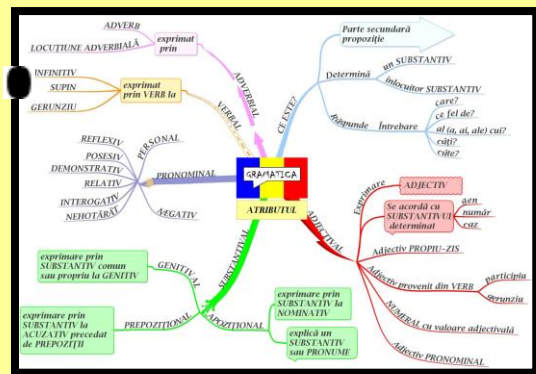 ADVERB
LOCUȚIUNE ADVERBIALĂ
exprimat
prin
ADVERBIAL
INFINITIV
SUPIN
GERUNZIU
exprimat
prin VERB la
VERBAL
REFLEXIV
POSESIV
DEMONSTRATIV
RELATIV
INTEROGATIV
NEHOTĂRÂT
PERSONAL
NEGATIV
PRONOMINAL
GRAMATICA
ATRIBUTUL
CE ESTE?
Parte secundară
propoziție
Determină
un SUBSTANTIV
înlocuitor SUBSTANTIV
Răspunde
Întrebare
care?
ce fel de?
al (a, ai, ale) cui?
câți?
câte?
ADJECTIVAL
Exprimare
ADJECTIV
Se acordă cu
SUBSTANTIVUI
determinat
gen
număr
caz
Adjectiv PROPIU-ZIS
Adjectiv provenit din VERB
participiu
gerunziu
NUMERAL cu valoare adjectivală
Adjectiv PRONOMINAL
SUBSTANTIVAL
GENITIVAL
exprimare prin
SUBSTANTIV comun
sau propriu la GENITIV
PREPOZIȚIONAL
exprimare prin
SUBSTANTIV la
ACUZATIV precedat
de PREPOZIȚII
APOZIȚIONAL
exprimare prin
SUBSTANTIV la
NOMINATIV
explică un
SUBSTANTIV
sau PRONUME